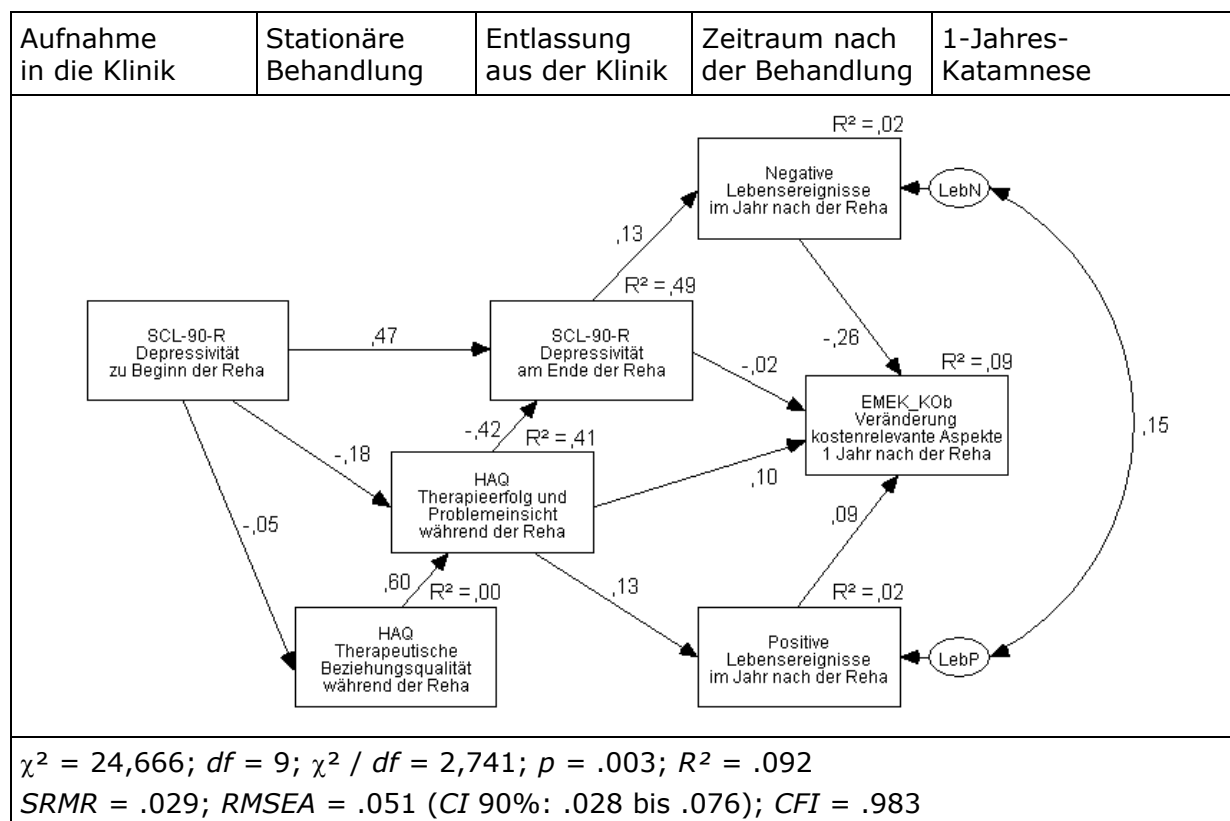 Aufnahme
in die Klinik
Stationäre
Behandlung
Entlassung
aus der Klinik
Zeitraum nach
der Behandlung
1-Jahres-
Katamnese
R² =,02
Negative
Lebensereignisse
im Jahr nach der Reha
LebN
,13
R² =,49
SCL-90-R
Depressivität
zu Beginn der Reha
,47
SCL-90-R
Depressivität
am Ende der Reha
-,02
-,26
R² =,09
EMEK_KOb
Veränderung
kostenrelevante Aspekte
1 Jahr nach der Reha
,15
-,18
-,42
R² =,41
HAQ
Therapieerfolg und
Problemeinsicht
während der Reha
,10
,09
-,05
,60
R² =,00
HAQ
Therapeutische
Beziehungsqualität
während der Reha
,13
R² =,02
Positive
Lebensereignisse
im Jahr nach der Reha
LebP
χ² = 24,666; df = 9; χ² / df = 2,741; p = .003; R² = .092
SRMR = .029; RMSEA = .051 (CI 90%: .028 bis .076); CFI = .983